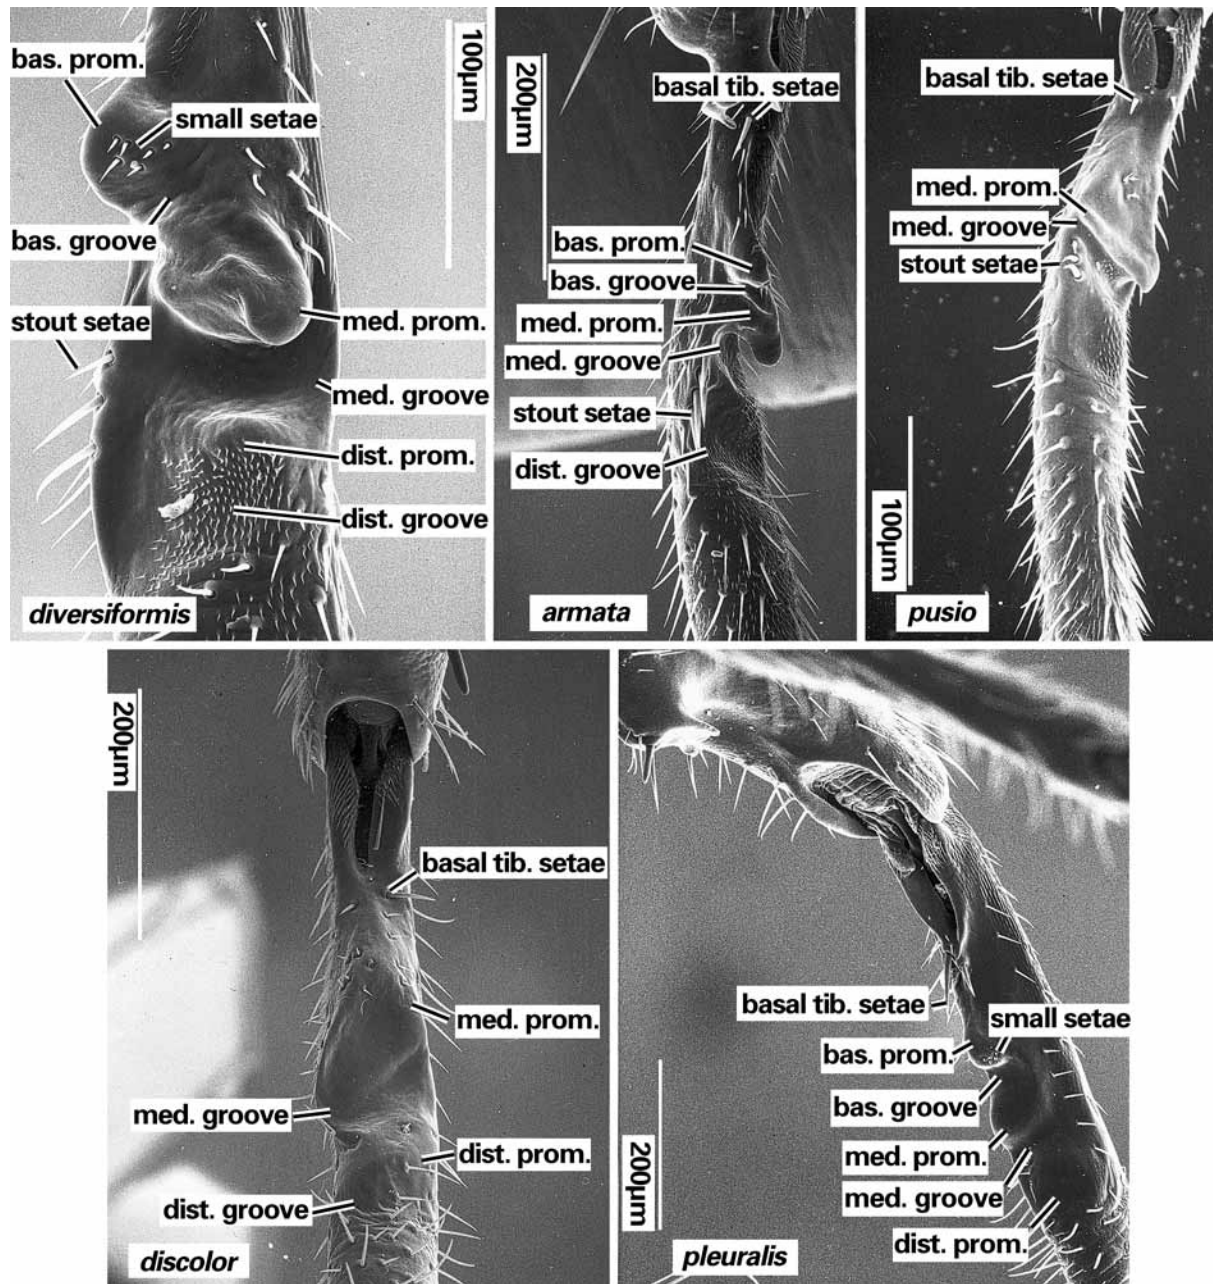 bas. prom.
small setae
bas. groove
stout setae
med. prom.
med. groove
dist. prom.
dist. groove
100µm
diversiformis
200µm
basal tib. setae
bas. prom.
bas. groove
med. prom.
med. groove
stout setae
dist. groove
armata
basal tib. setae
med. prom.
med. groove
stout setae
100µm
pusio
200µm
basal tib. setae
med. prom.
med. groove
dist. prom.
dist. groove
discolor
basal tib. setae
small setae
bas. prom.
bas. groove
med. prom.
med. groove
dist. prom.
200µm
pleuralis